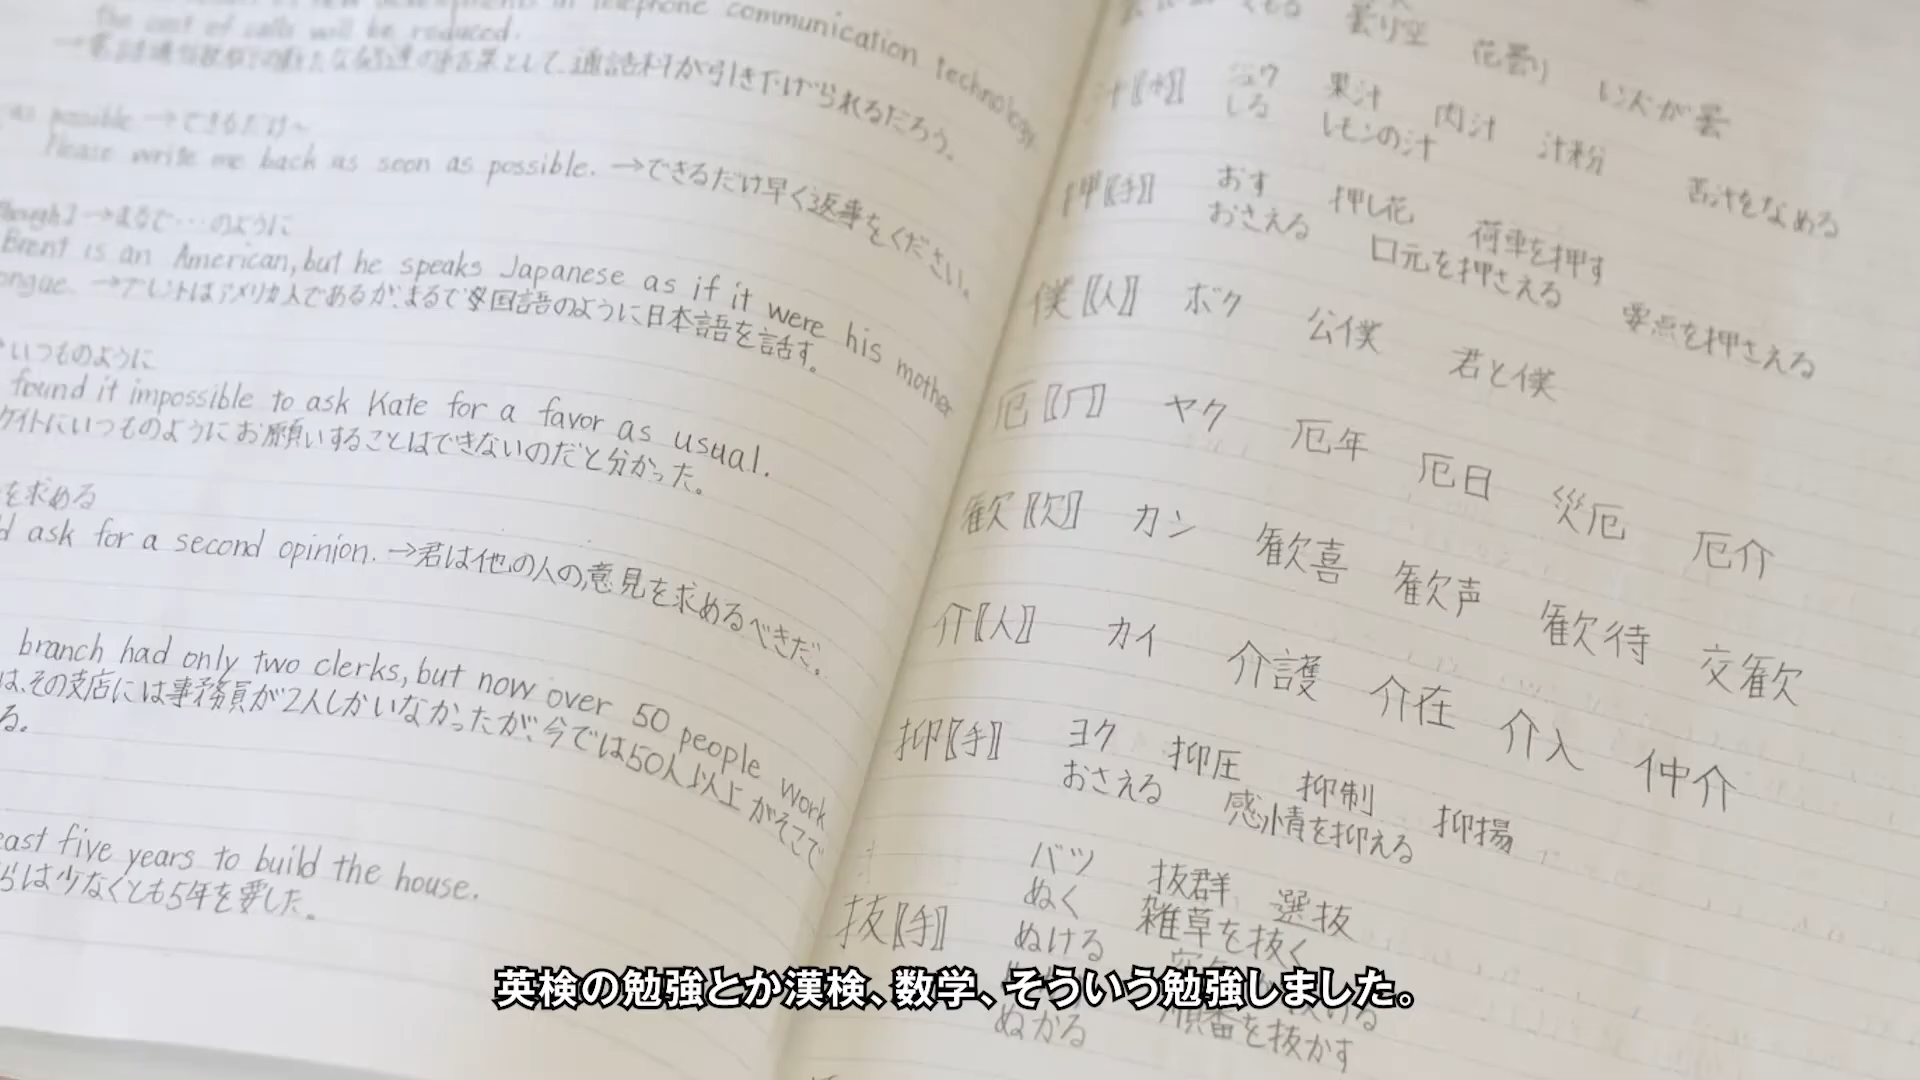 telephone communication technology,
the cost of calls will be reduced.
通話料が引き下げられるだろう。
as possible →できるだけ〜
Please write me back as soon as possible. →できるだけ早く返事をください。
though] →まるで…のように
Brent is an American, but he speaks Japanese as if it were his mother
ongue. →ブレントはアメリカ人であるが、まるで母国語のように日本語を話す。
いつものように
found it impossible to ask Kate for a favor as usual.
ケイトにいつものようにお願いすることはできないのだと分かった。
を求める
d ask for a second opinion. →君は他の人の意見を求めるべきだ。
branch had only two clerks, but now over 50 people work
は、その支店には事務員が2人しかいなかったが、今では50人以上がそこで
る。
east five years to build the house.
らは少なくとも5年を要した。
曇り空 花曇り
汁〚水〛 ジュウ 果汁 肉汁 汁粉 苦汁をなめる
しる レモンの汁
押〚手〛 おす 押し花 荷車を押す
おさえる 口元を押さえる 要点を押さえる
僕〚人〛 ボク 公僕 君と僕
厄〚厂〛 ヤク 厄年 厄日 災厄 厄介
歓〚欠〛 カン 歓喜 歓声 歓待 交歓
介〚人〛 カイ 介護 介在 介入 仲介
抑〚手〛 ヨク 抑圧 抑制 抑揚
おさえる 感情を抑える
抜〚手〛 バツ 抜群 選抜
ぬく 雑草を抜く
ぬける
ぬかる 順番を抜かす
英検の勉強とか漢検、数学、そういう勉強しました。